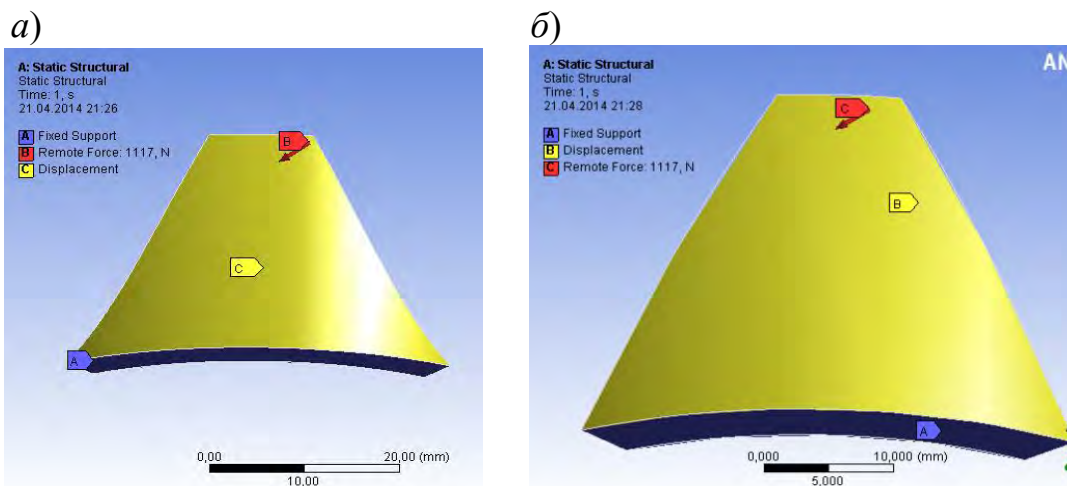 а)
A: Static Structural
Static Structural
Time: 1, s
21.04.2014 21:26
A Fixed Support
B Remote Force: 1117, N
C Displacement
B
C
A
0,00 20,00 (mm)
10,00
б)
AN
A: Static Structural
Static Structural
Time: 1, s
21.04.2014 21:28
A Fixed Support
B Displacement
C Remote Force: 1117, N
C
B
A
0,000 10,000 (mm)
5,000